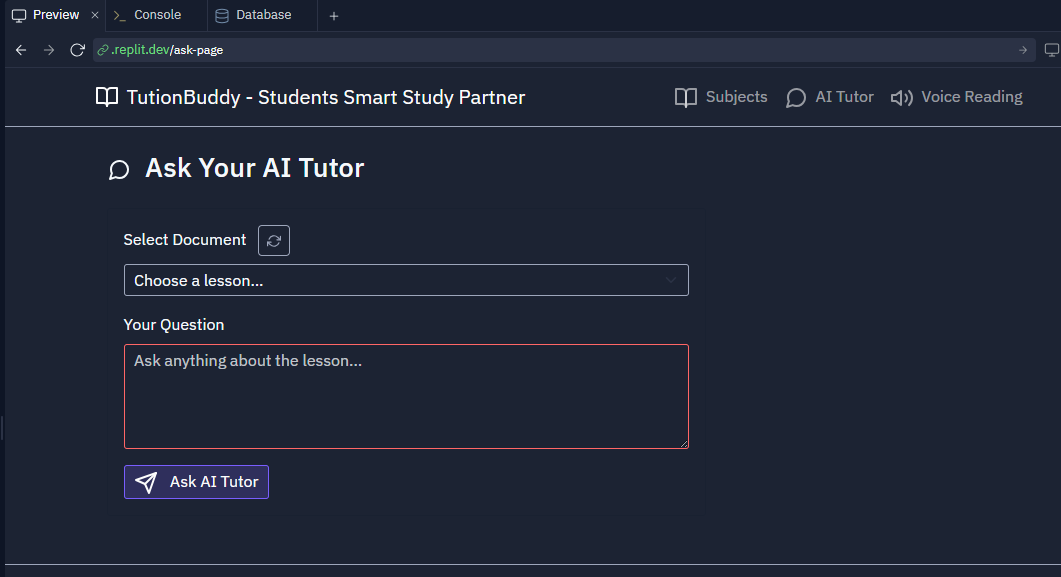 Preview
Console
Database
.replit.dev/ask-page
TutionBuddy - Students Smart Study Partner
Subjects
AI Tutor
Voice Reading
Ask Your AI Tutor
Select Document
Choose a lesson...
Your Question
Ask anything about the lesson...
Ask AI Tutor